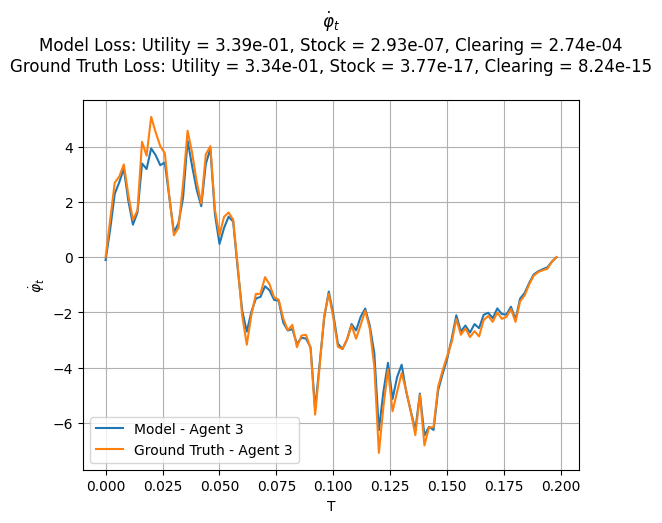 φ̇ₜ
Model Loss: Utility = 3.39e-01, Stock = 2.93e-07, Clearing = 2.74e-04
Ground Truth Loss: Utility = 3.34e-01, Stock = 3.77e-17, Clearing = 8.24e-15
4
2
0
−2
−4
−6
φ̇ₜ
Model - Agent 3
Ground Truth - Agent 3
0.000 0.025 0.050 0.075 0.100 0.125 0.150 0.175 0.200
T